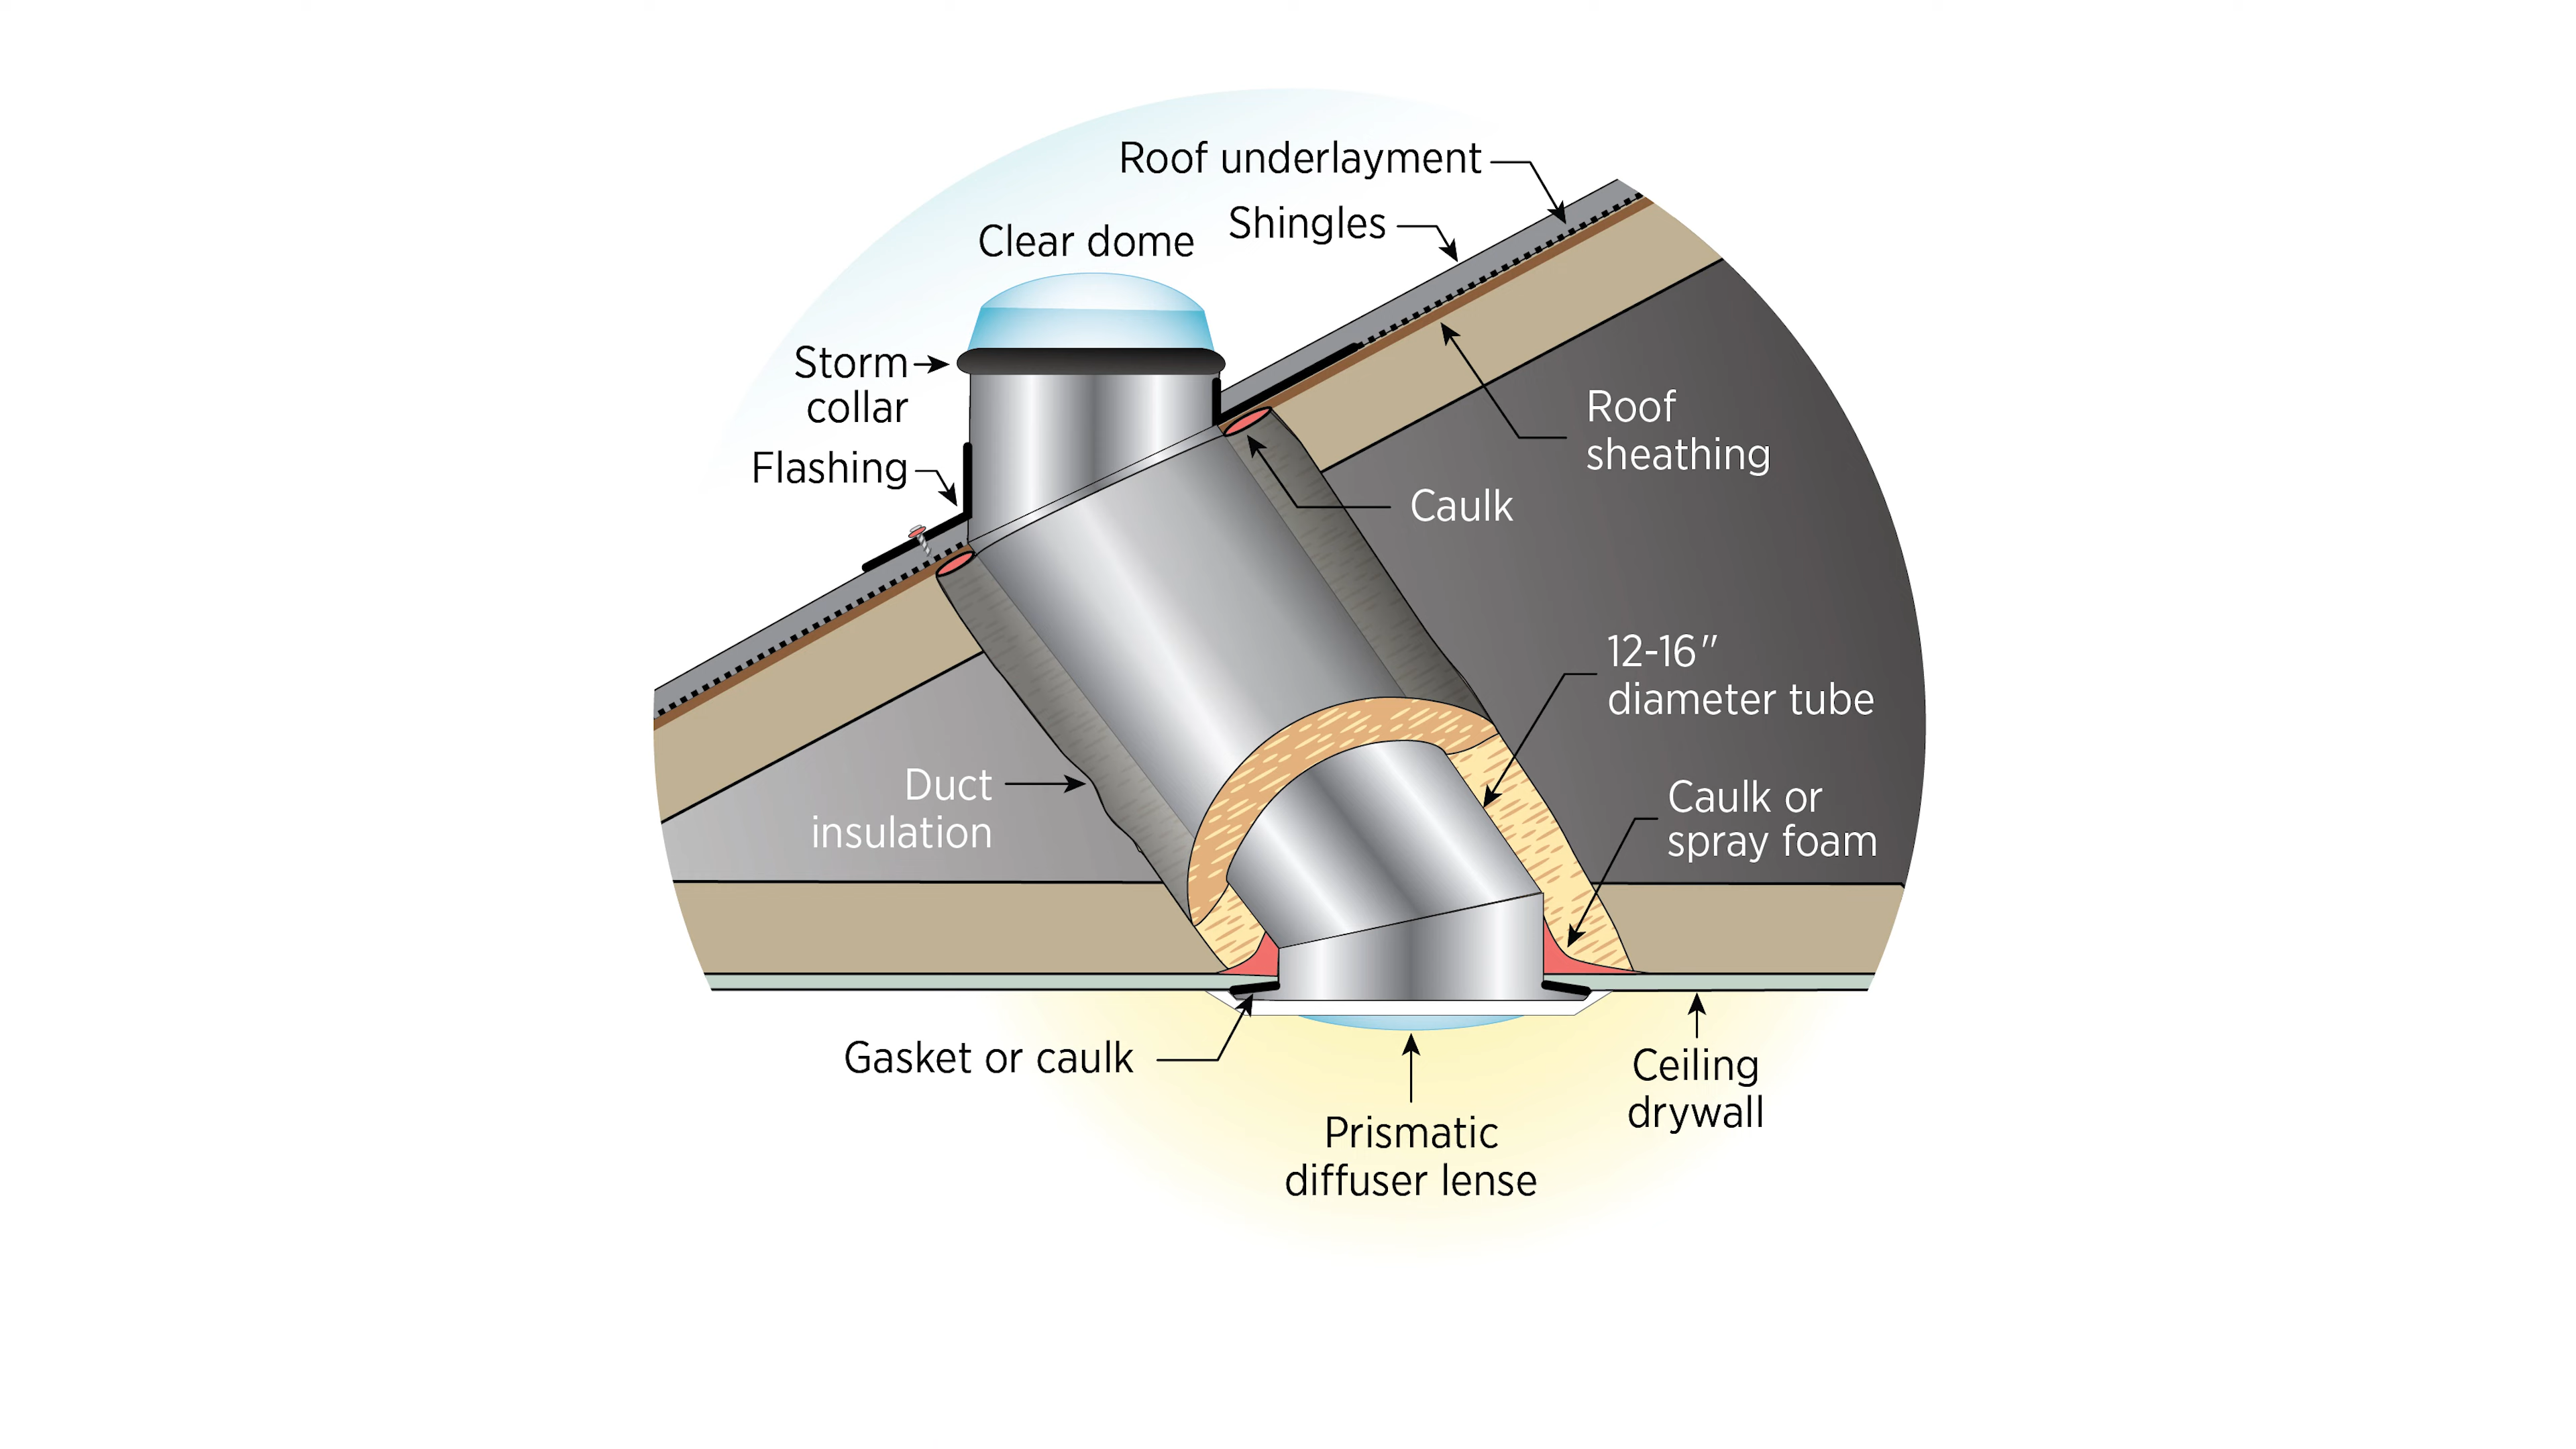 Roof underlayment
Shingles
Clear dome
Storm
collar
Flashing
Roof
sheathing
Caulk
12-16"
diameter tube
Duct
insulation
Caulk or
spray foam
Gasket or caulk
Ceiling
drywall
Prismatic
diffuser lense